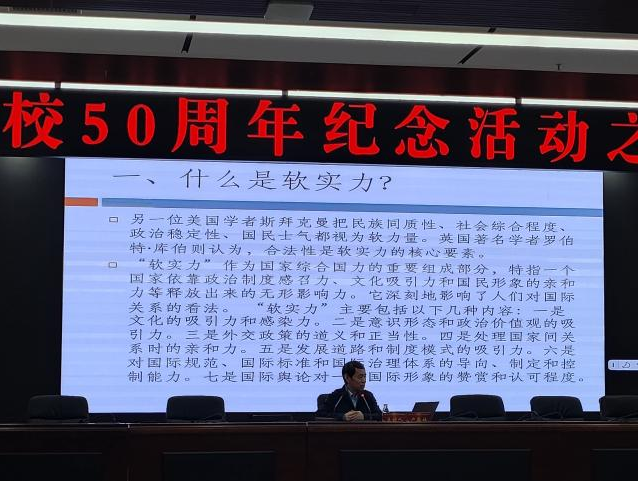 校50周年纪念活动之
一、什么是软实力?
另一位美国学者斯拜克曼把民族同质性、社会综合程度、
政治稳定性、国民士气都视为软力量。英国著名学者罗伯
特·库伯则认为，合法性是软实力的核心要素。
“软实力”作为国家综合国力的重要组成部分，特指一个
国家依靠政治制度感召力、文化吸引力和国民形象的亲和
力等释放出来的无形影响力。它深刻地影响了人们对国际
关系的看法。“软实力”主要包括以下几种内容：一是
文化的吸引力和感染力。二是意识形态和政治价值观的吸
引力。三是外交政策的道义和正当性。四是处理国家间关
系时的亲和力。五是发展道路和制度模式的吸引力。六是
对国际规范、国际标准和国际治理体系的导向、制定和控
制能力。七是国际舆论对一国国际形象的赞赏和认可程度。